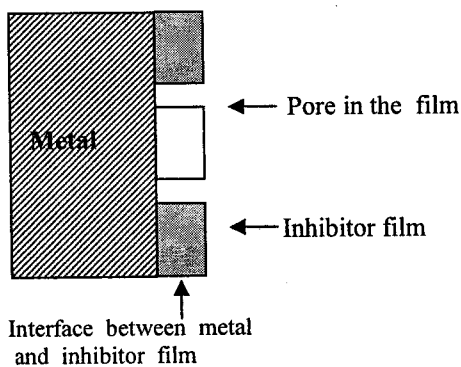 Metal
Pore in the film
Inhibitor film
Interface between metal
and inhibitor film